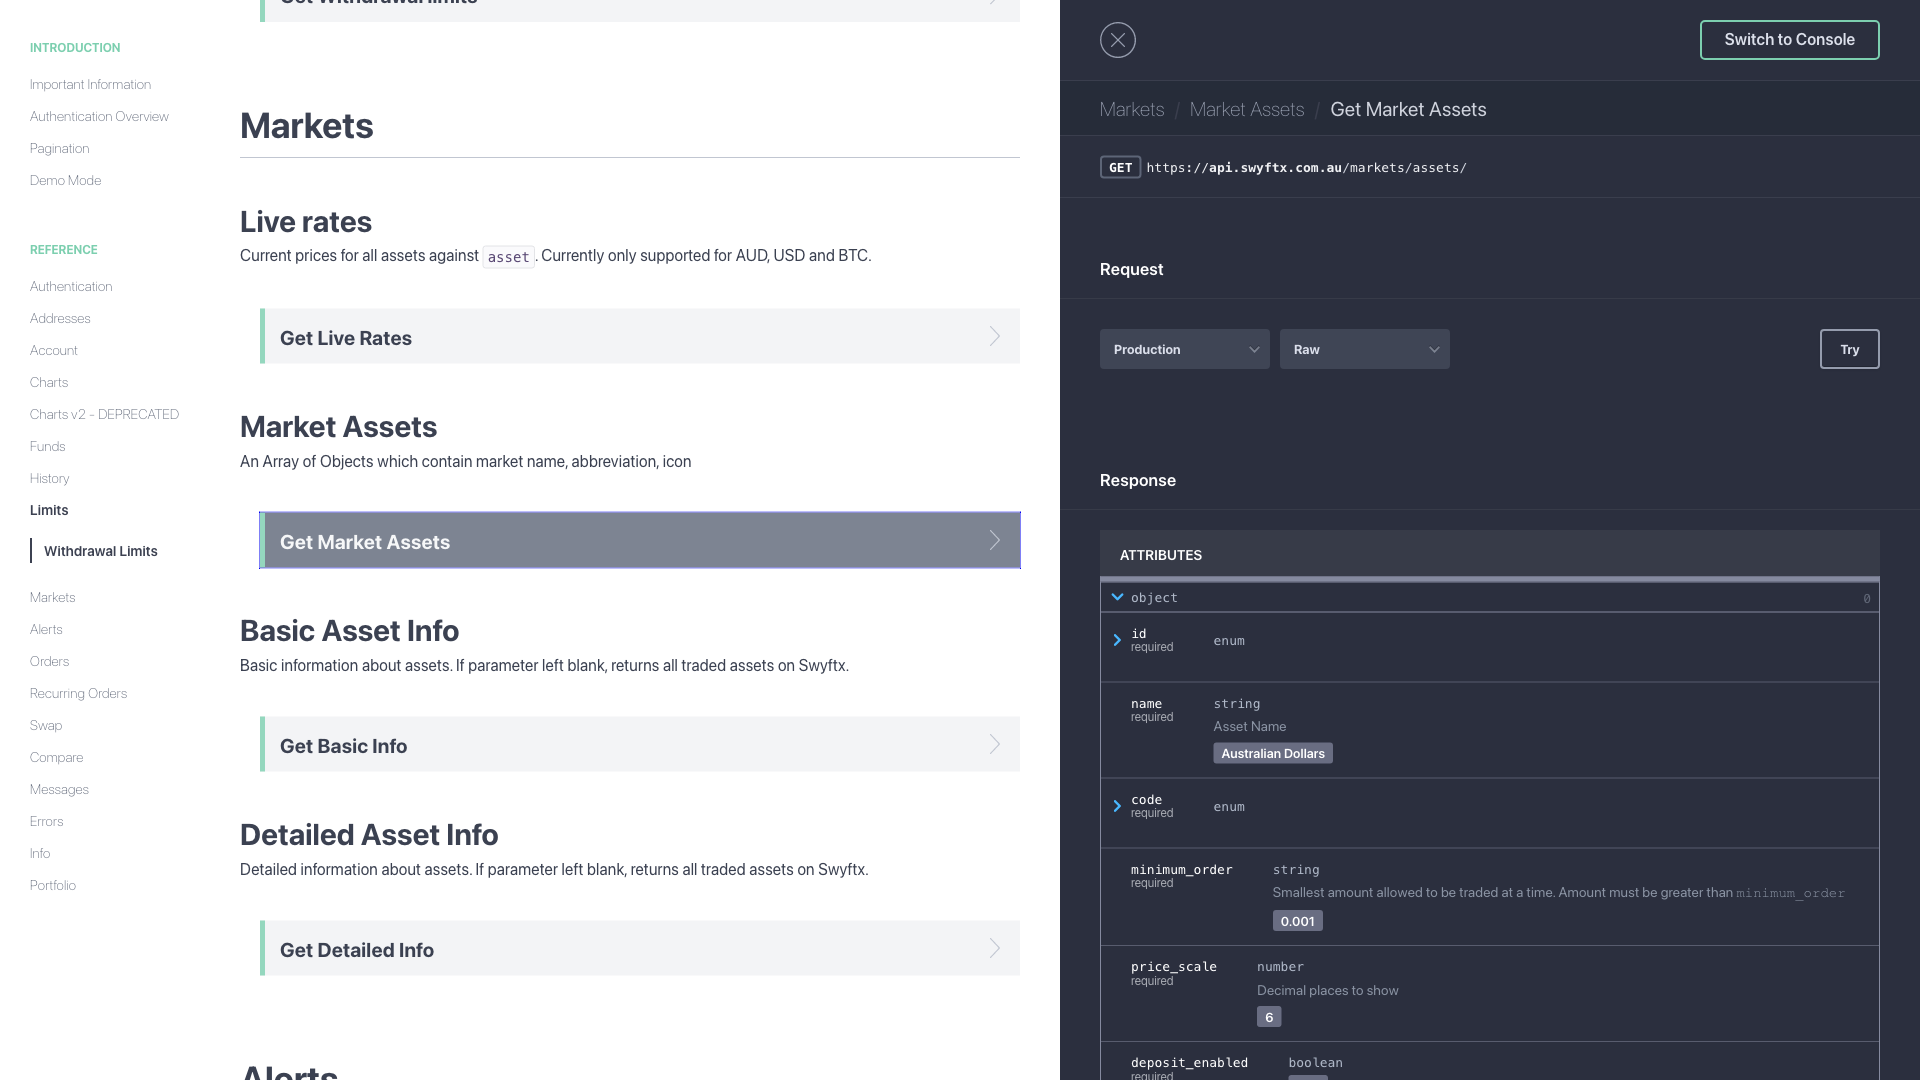 INTRODUCTION
Important Information
Authentication Overview
Pagination
Demo Mode
REFERENCE
Authentication
Addresses
Account
Charts
Charts v2 - DEPRECATED
Funds
History
Limits
Withdrawal Limits
Markets
Alerts
Orders
Recurring Orders
Swap
Compare
Messages
Errors
Info
Portfolio
Get Withdrawal limits
Markets
Live rates
Current prices for all assets against asset. Currently only supported for AUD, USD and BTC.
Get Live Rates
Market Assets
An Array of Objects which contain market name, abbreviation, icon
Get Market Assets
Basic Asset Info
Basic information about assets. If parameter left blank, returns all traded assets on Swyftx.
Get Basic Info
Detailed Asset Info
Detailed information about assets. If parameter left blank, returns all traded assets on Swyftx.
Get Detailed Info
Alerts
Switch to Console
Markets / Market Assets / Get Market Assets
GET https://api.swyftx.com.au/markets/assets/
Request
Production Raw Try
Response
ATTRIBUTES
object 0
id enum
required
name string
required
Asset Name
Australian Dollars
code enum
required
minimum_order string
required
Smallest amount allowed to be traded at a time. Amount must be greater than minimum_order
0.001
price_scale number
required
Decimal places to show
6
deposit_enabled boolean
required